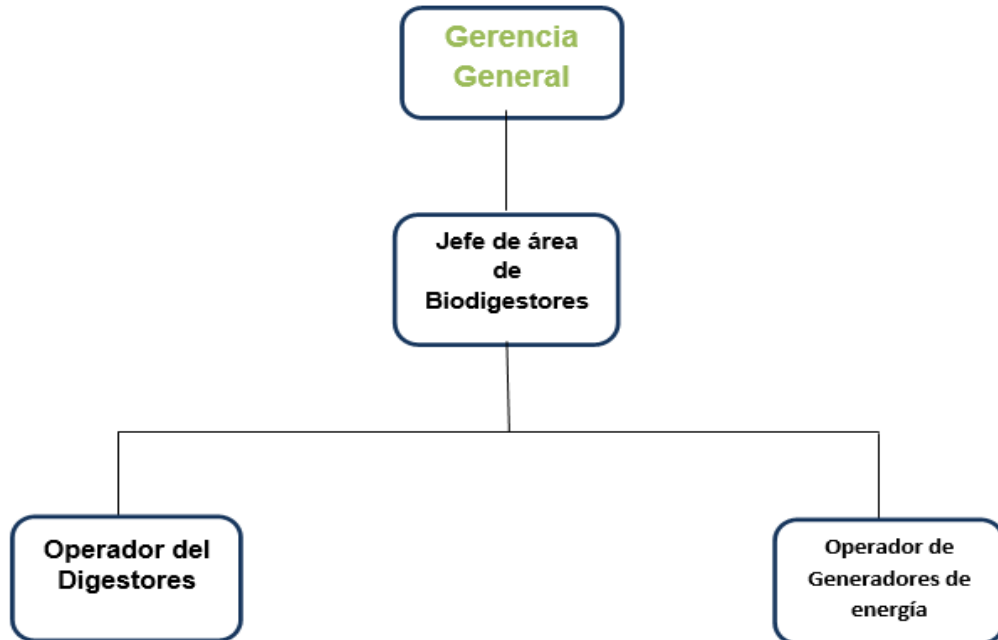 Gerencia
General
Jefe de área
de
Biodigestores
Operador del
Digestores
Operador de
Generadores de
energía